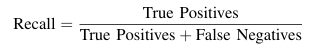 Recall = True Positives / True Positives + False Negatives